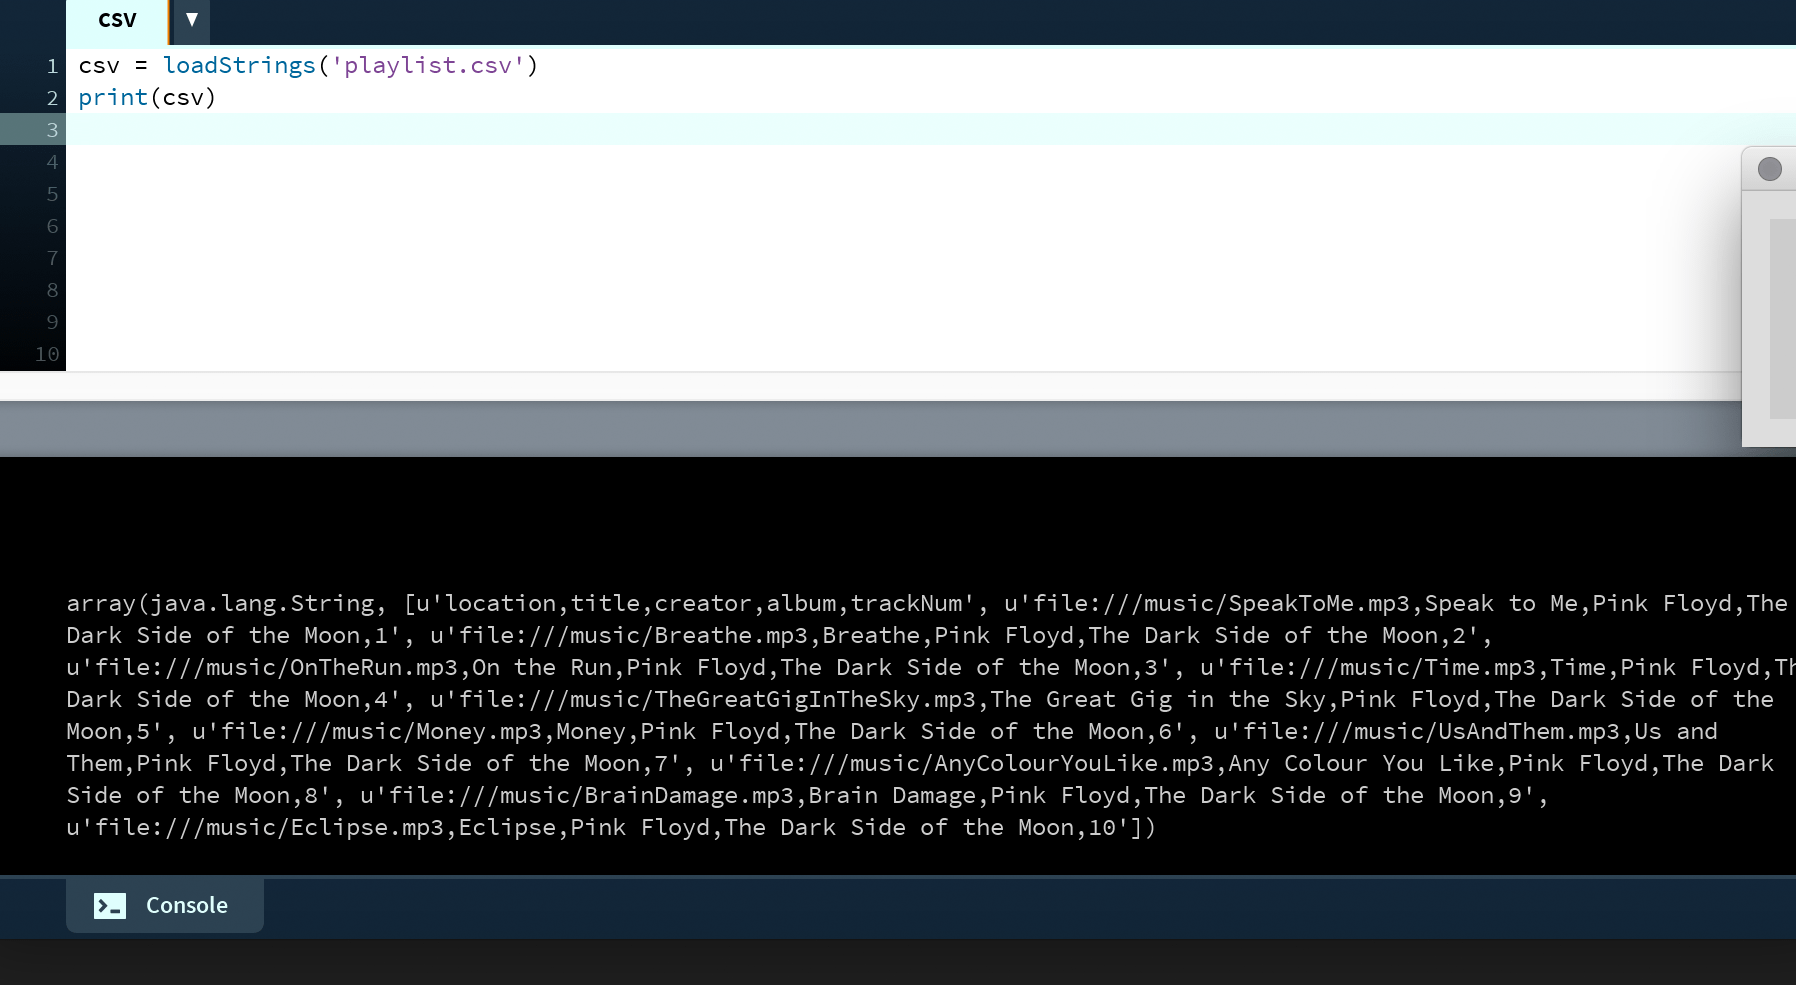 CSV ▼
1 csv = loadStrings('playlist.csv')
2 print(csv)
3
4
5
6
7
8
9
10
array(java.lang.String, [u'location,title,creator,album,trackNum', u'file:///music/SpeakToMe.mp3,Speak to Me,Pink Floyd,The
Dark Side of the Moon,1', u'file:///music/Breathe.mp3,Breathe,Pink Floyd,The Dark Side of the Moon,2',
u'file:///music/OnTheRun.mp3,On the Run,Pink Floyd,The Dark Side of the Moon,3', u'file:///music/Time.mp3,Time,Pink Floyd,Th
Dark Side of the Moon,4', u'file:///music/TheGreatGigInTheSky.mp3,The Great Gig in the Sky,Pink Floyd,The Dark Side of the
Moon,5', u'file:///music/Money.mp3,Money,Pink Floyd,The Dark Side of the Moon,6', u'file:///music/UsAndThem.mp3,Us and
Them,Pink Floyd,The Dark Side of the Moon,7', u'file:///music/AnyColourYouLike.mp3,Any Colour You Like,Pink Floyd,The Dark
Side of the Moon,8', u'file:///music/BrainDamage.mp3,Brain Damage,Pink Floyd,The Dark Side of the Moon,9',
u'file:///music/Eclipse.mp3,Eclipse,Pink Floyd,The Dark Side of the Moon,10'])
Console